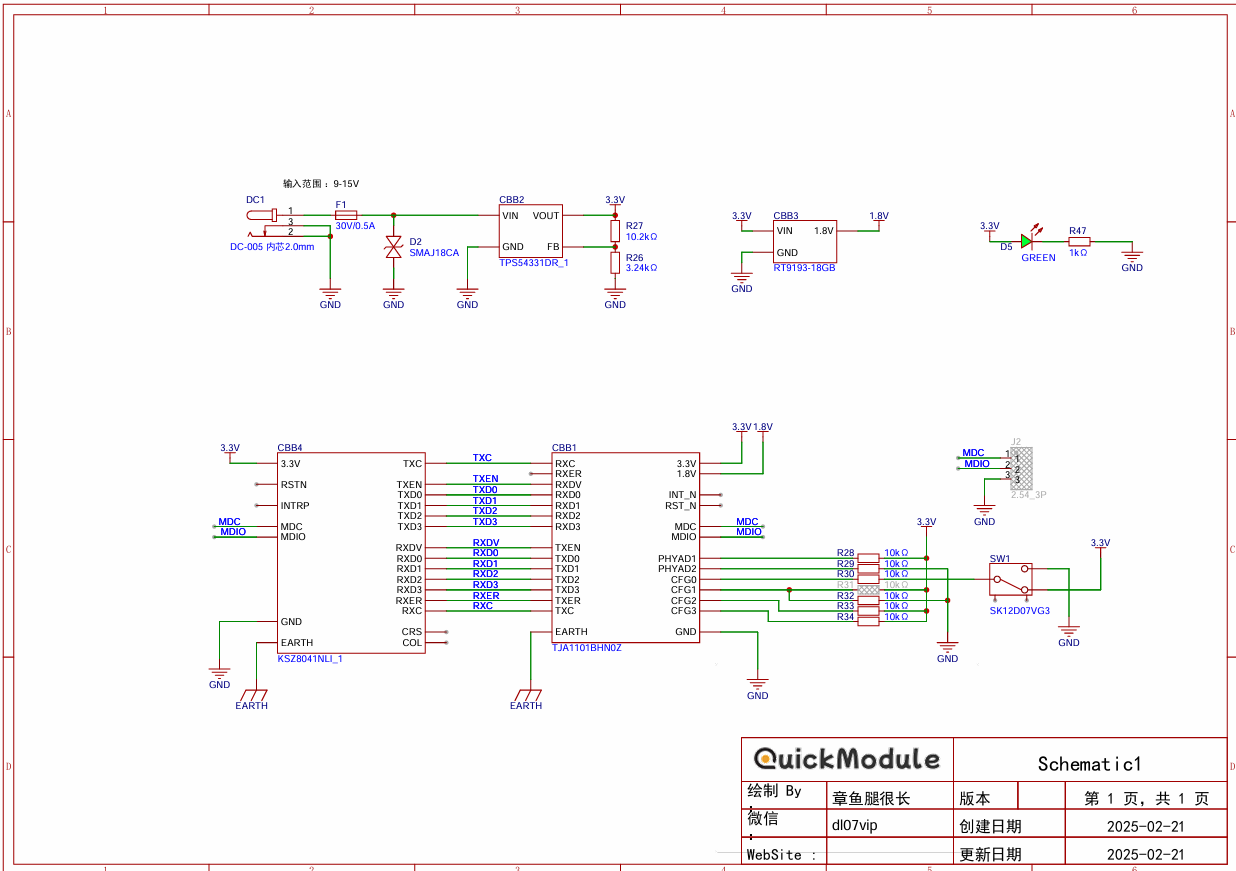 1 2 3 4 5 6
A A
输入范围：9-15V
DC1
1
3
2
DC-005 内芯2.0mm
GND
F1
30V/0.5A
D2
SMAJ18CA
GND
CBB2
VIN VOUT
GND FB
TPS54331DR_1
GND
3.3V
R27
10.2kΩ
R26
3.24kΩ
GND
3.3V
CBB3
VIN 1.8V
GND
RT9193-18GB
GND
1.8V
3.3V
D5
GREEN
R47
1kΩ
GND
B B
3.3V
CBB4
3.3V TXC
RSTN TXEN
TXD0
INTRP TXD1
TXD2
MDC MDC TXD3
MDIO MDIO
RXDV
RXD0
RXD1
RXD2
RXD3
RXER
GND RXC
CRS
EARTH COL
KSZ8041NLI_1
GND
EARTH
TXC
TXEN
TXD0
TXD1
TXD2
TXD3
RXDV
RXD0
RXD1
RXD2
RXD3
RXER
RXC
3.3V 1.8V
CBB1
RXC 3.3V
RXER 1.8V
RXDV
RXD0 INT_N
RXD1 RST_N
RXD2
RXD3 MDC MDC
MDIO MDIO
TXEN
TXD0 PHYAD1
TXD1 PHYAD2
TXD2 CFG0
TXD3 CFG1
TXER CFG2
TXC CFG3
EARTH GND
TJA1101BHN0Z
EARTH
GND
3.3V
R28 10kΩ
R29 10kΩ
R30 10kΩ
R31 10kΩ
R32 10kΩ
R33 10kΩ
R34 10kΩ
GND
J2
MDC 1 1
MDIO 2 2
3 3
2.54_3P
GND
3.3V
SW1
SK12D07VG3
GND
C C
D D
QuickModule Schematic1
绘制 By 章鱼腿很长 版本 第 1 页，共 1 页
微信 dl07vip 创建日期 2025-02-21
WebSite : 更新日期 2025-02-21
1 2 3 4 5 6